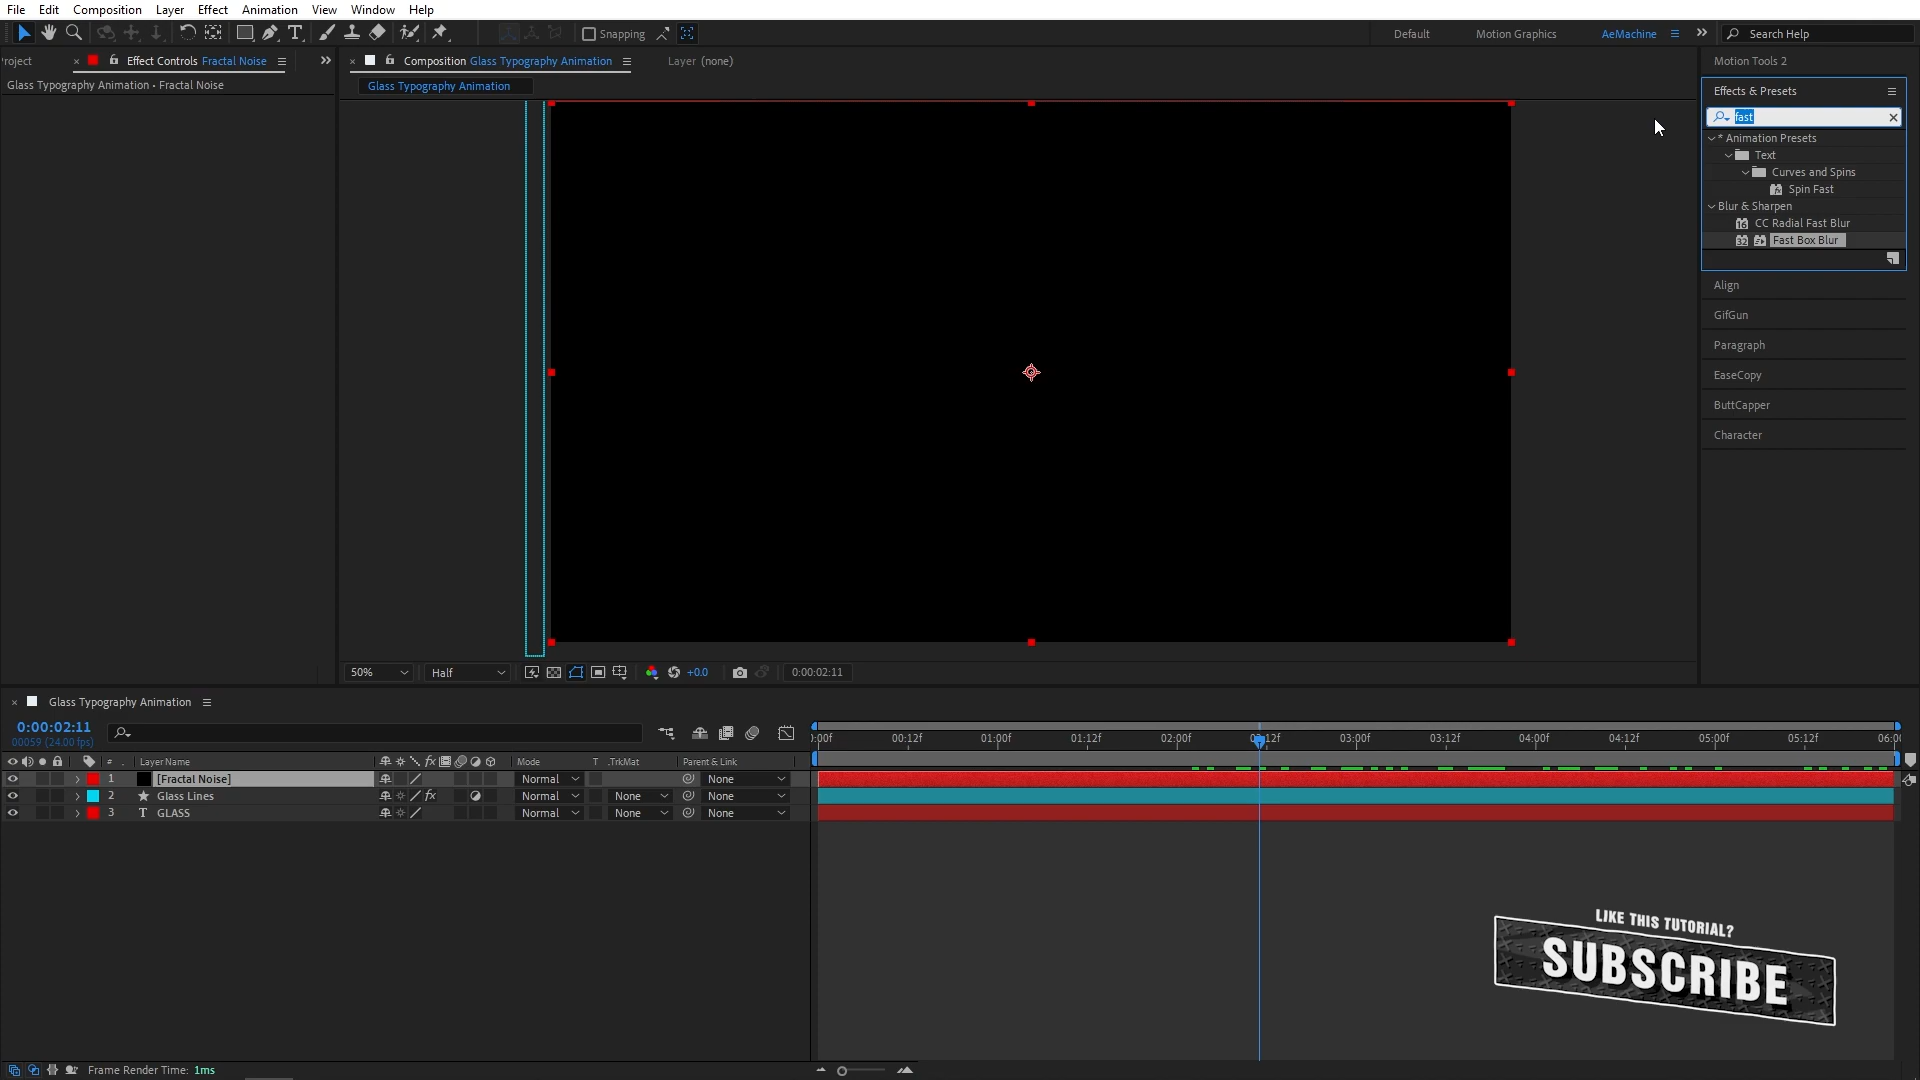 File Edit Composition Layer Effect Animation View Window Help
Snapping Default Motion Graphics AeMachine Search Help
roject Effect Controls Fractal Noise Composition Glass Typography Animation Layer (none) Motion Tools 2
Glass Typography Animation • Fractal Noise Glass Typography Animation
Effects & Presets
fast
* Animation Presets
Text
Curves and Spins
Spin Fast
Blur & Sharpen
CC Radial Fast Blur
Fast Box Blur
Align
GifGun
Paragraph
EaseCopy
ButtCapper
Character
50% Half +0.0 0:00:02:11
Glass Typography Animation
0:00:02:11
00059 (24.00 fps)
:00f 00:12f 01:00f 01:12f 02:00f 12f 03:00f 03:12f 04:00f 04:12f 05:00f 05:12f 06:0
# . Layer Name Mode T .TrkMat Parent & Link
1 [Fractal Noise] Normal None
2 Glass Lines Normal None None
3 T GLASS Normal None None
LIKE THIS TUTORIAL?
SUBSCRIBE
Frame Render Time: 1ms